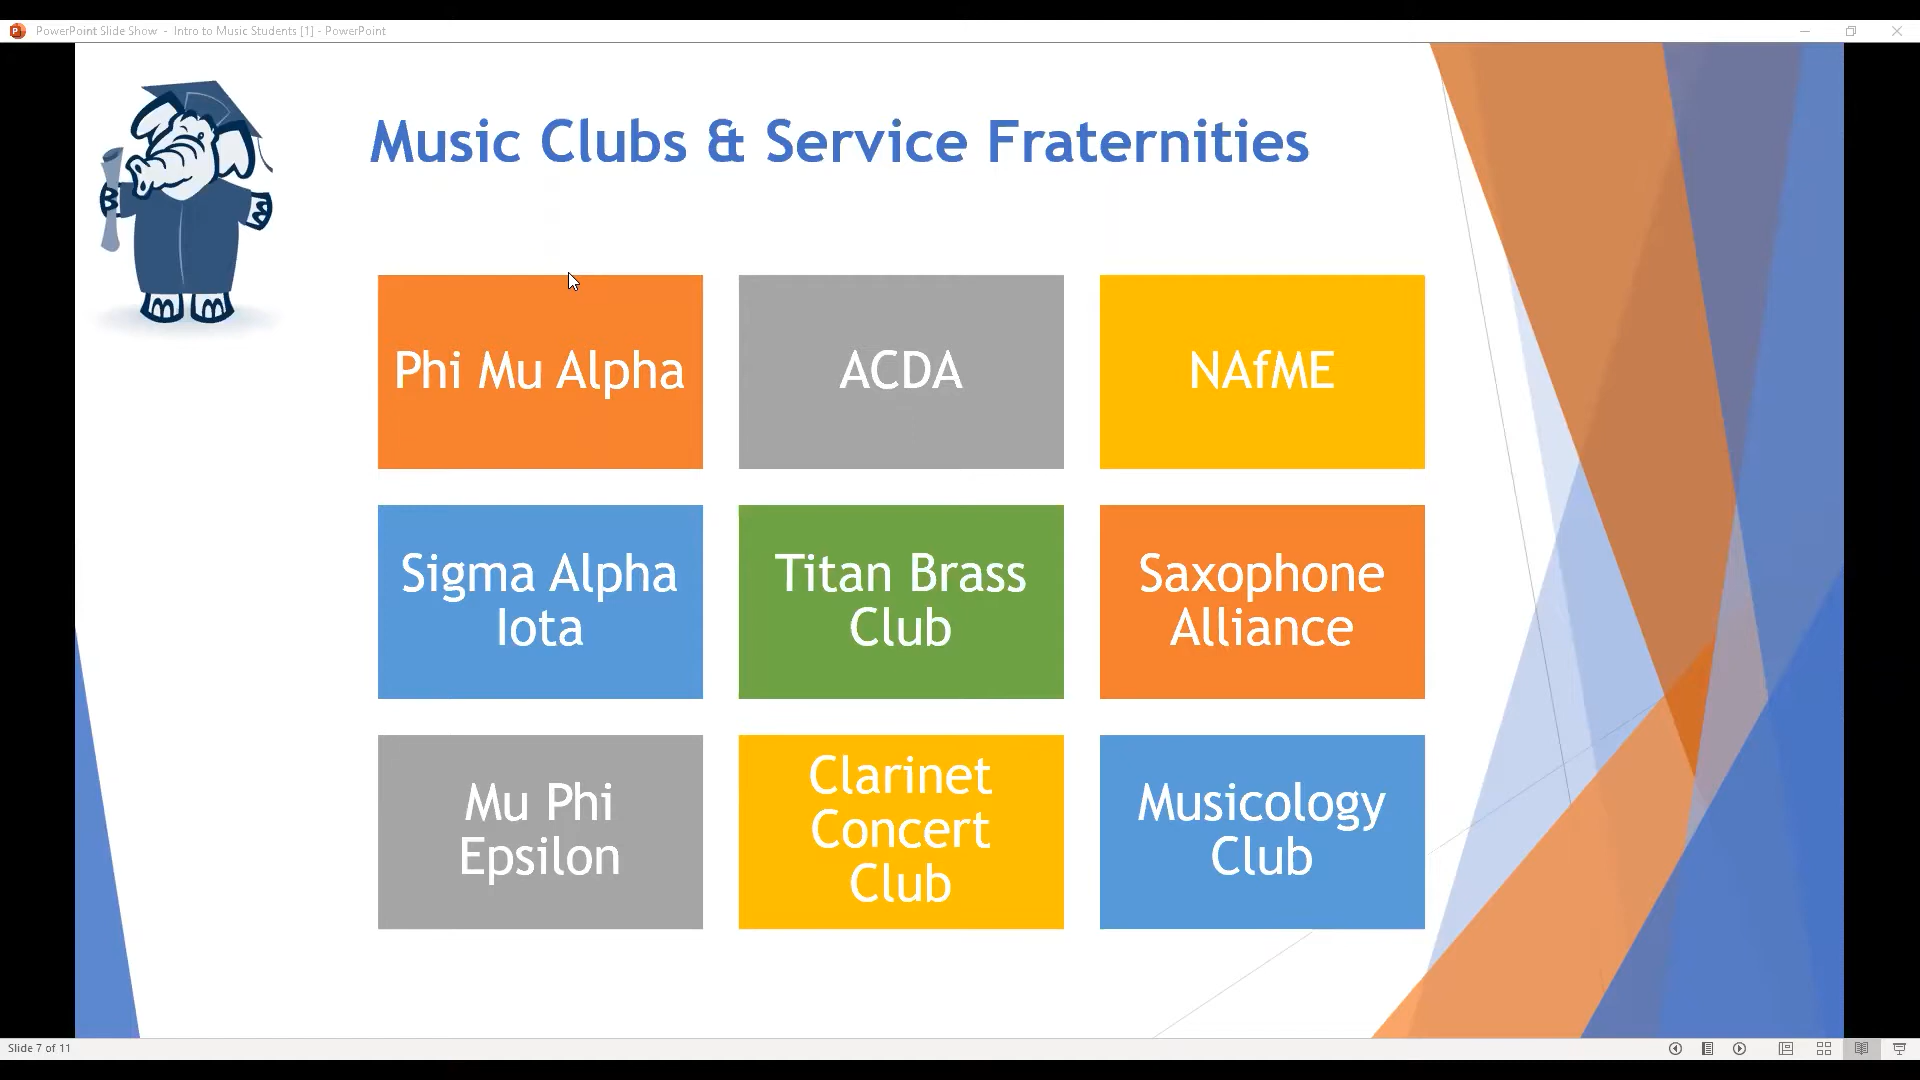 PowerPoint Slide Show - Intro to Music Students [1] - PowerPoint
Music Clubs & Service Fraternities
Phi Mu Alpha
ACDA
NAfME
Sigma Alpha
Iota
Titan Brass
Club
Saxophone
Alliance
Mu Phi
Epsilon
Clarinet
Concert
Club
Musicology
Club
Slide 7 of 11